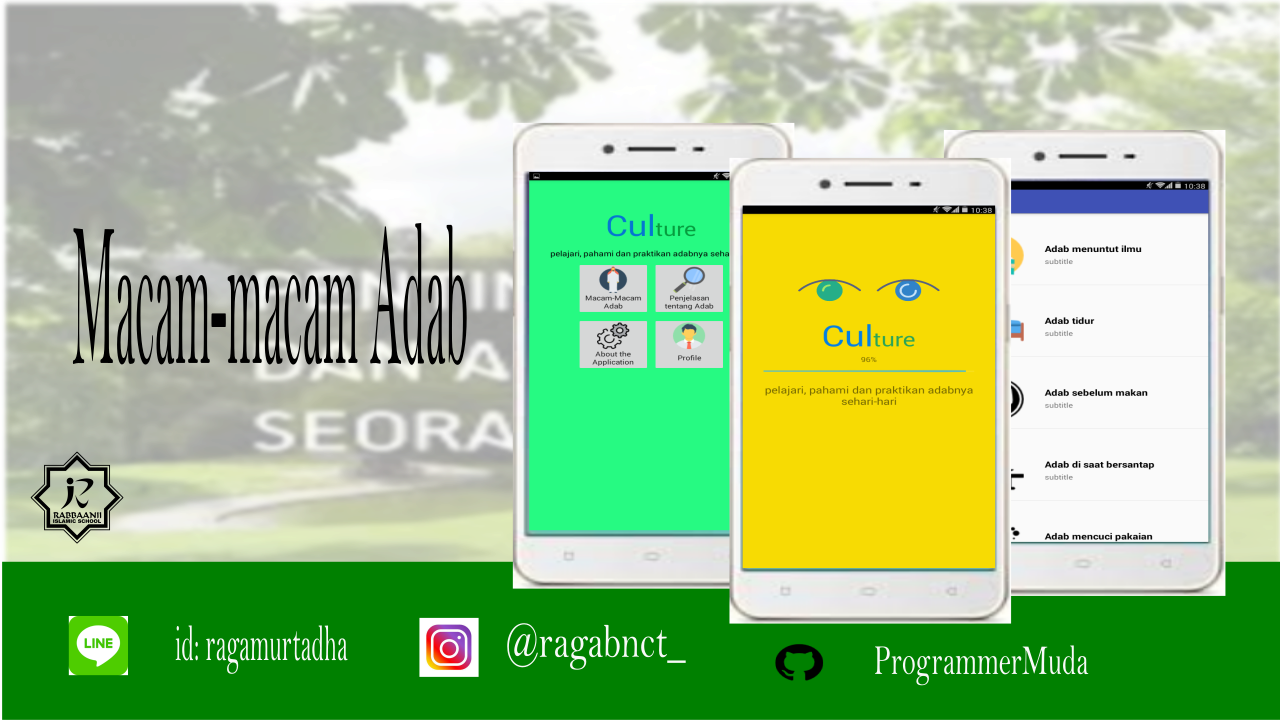 Macam-macam Adab
DAN A
SEORA
RABBAANII
ISLAMIC SCHOOL
Culture
pelajari, pahami dan praktikan adabnya seha
Macam-Macam
Adab
Penjelasan
tentang Adab
About the
Application
Profile
10:38
Culture
96%
pelajari, pahami dan praktikan adabnya
sehari-hari
10:38
Adab menuntut ilmu
subtitle
Adab tidur
subtitle
Adab sebelum makan
subtitle
Adab di saat bersantap
subtitle
Adab mencuci pakaian
LINE
id: ragamurtadha
@ragabnct_
ProgrammerMuda